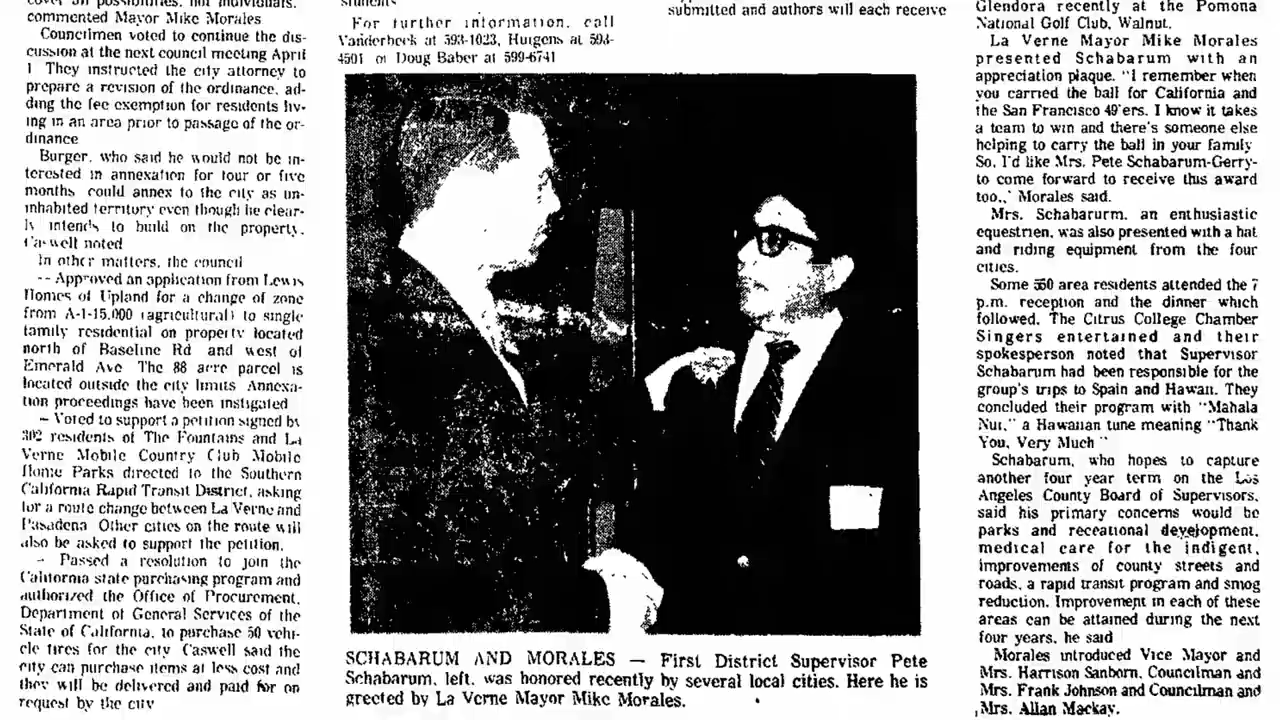 cover all possibilities, not individuals.
commented Mayor Mike Morales
Councilmen voted to continue the dis-
cussion at the next council meeting April
1 They instructed the city attorney to
prepare a revision of the ordinance, ad-
ding the fee exemption for residents liv-
ing in an area prior to passage of the or-
dinance
Burger, who said he would not be in-
terested in annexation for four or five
months could annex to the city as un-
inhabited territory even though he clear-
ly intends to build on the property,
Caswell noted
In other matters, the council
-- Approved an application from Lewis
Homes of Upland for a change of zone
from A-1-15,000 (agricultural) to single
family residential on property located
north of Baseline Rd and west of
Emerald Ave The 88 acre parcel is
located outside the city limits Annexa-
tion proceedings have been instigated
-- Voted to support a petition signed by
302 residents of The Fountains and La
Verne Mobile Country Club Mobile
Home Parks directed to the Southern
California Rapid Transit District, asking
for a route change between La Verne and
Pasadena Other cities on the route will
also be asked to support the petition.
- Passed a resolution to join the
California state purchasing program and
authorized the Office of Procurement,
Department of General Services of the
State of California, to purchase 50 vehi-
cle tires for the city Caswell said the
city can purchase items at less cost and
they will be delivered and paid for on
request by the city
students
For further information, call
Vanderbeck at 593-1023, Hutgens at 593-
4501 or Doug Baber at 599-6741
submitted and authors will each receive
SCHABARUM AND MORALES — First District Supervisor Pete
Schabarum, left, was honored recently by several local cities. Here he is
greeted by La Verne Mayor Mike Morales.
Glendora recently at the Pomona
National Golf Club, Walnut.
La Verne Mayor Mike Morales
presented Schabarum with an
appreciation plaque. "I remember when
you carried the ball for California and
the San Francisco 49'ers. I know it takes
a team to win and there's someone else
helping to carry the ball in your family
So, I'd like Mrs. Pete Schabarum-Gerry-
to come forward to receive this award
too,.' Morales said.
Mrs. Schabarurm, an enthusiastic
equestrien, was also presented with a hat
and riding equipment from the four
cities.
Some 350 area residents attended the 7
p.m. reception and the dinner which
followed. The Citrus College Chamber
Singers entertained and their
spokesperson noted that Supervisor
Schabarum had been responsible for the
group's trips to Spain and Hawaii. They
concluded their program with "Mahala
Nui," a Hawaiian tune meaning "Thank
You, Very Much"
Schabarum, who hopes to capture
another four year term on the Los
Angeles County Board of Supervisors,
said his primary concerns would be
parks and receational development,
medical care for the indigent,
improvements of county streets and
roads, a rapid transit program and smog
reduction. Improvement in each of these
areas can be attained during the next
four years, he said
Morales introduced Vice Mayor and
Mrs. Harrison Sanborn, Councilman and
Mrs. Frank Johnson and Councilman and
Mrs. Allan Mackay.